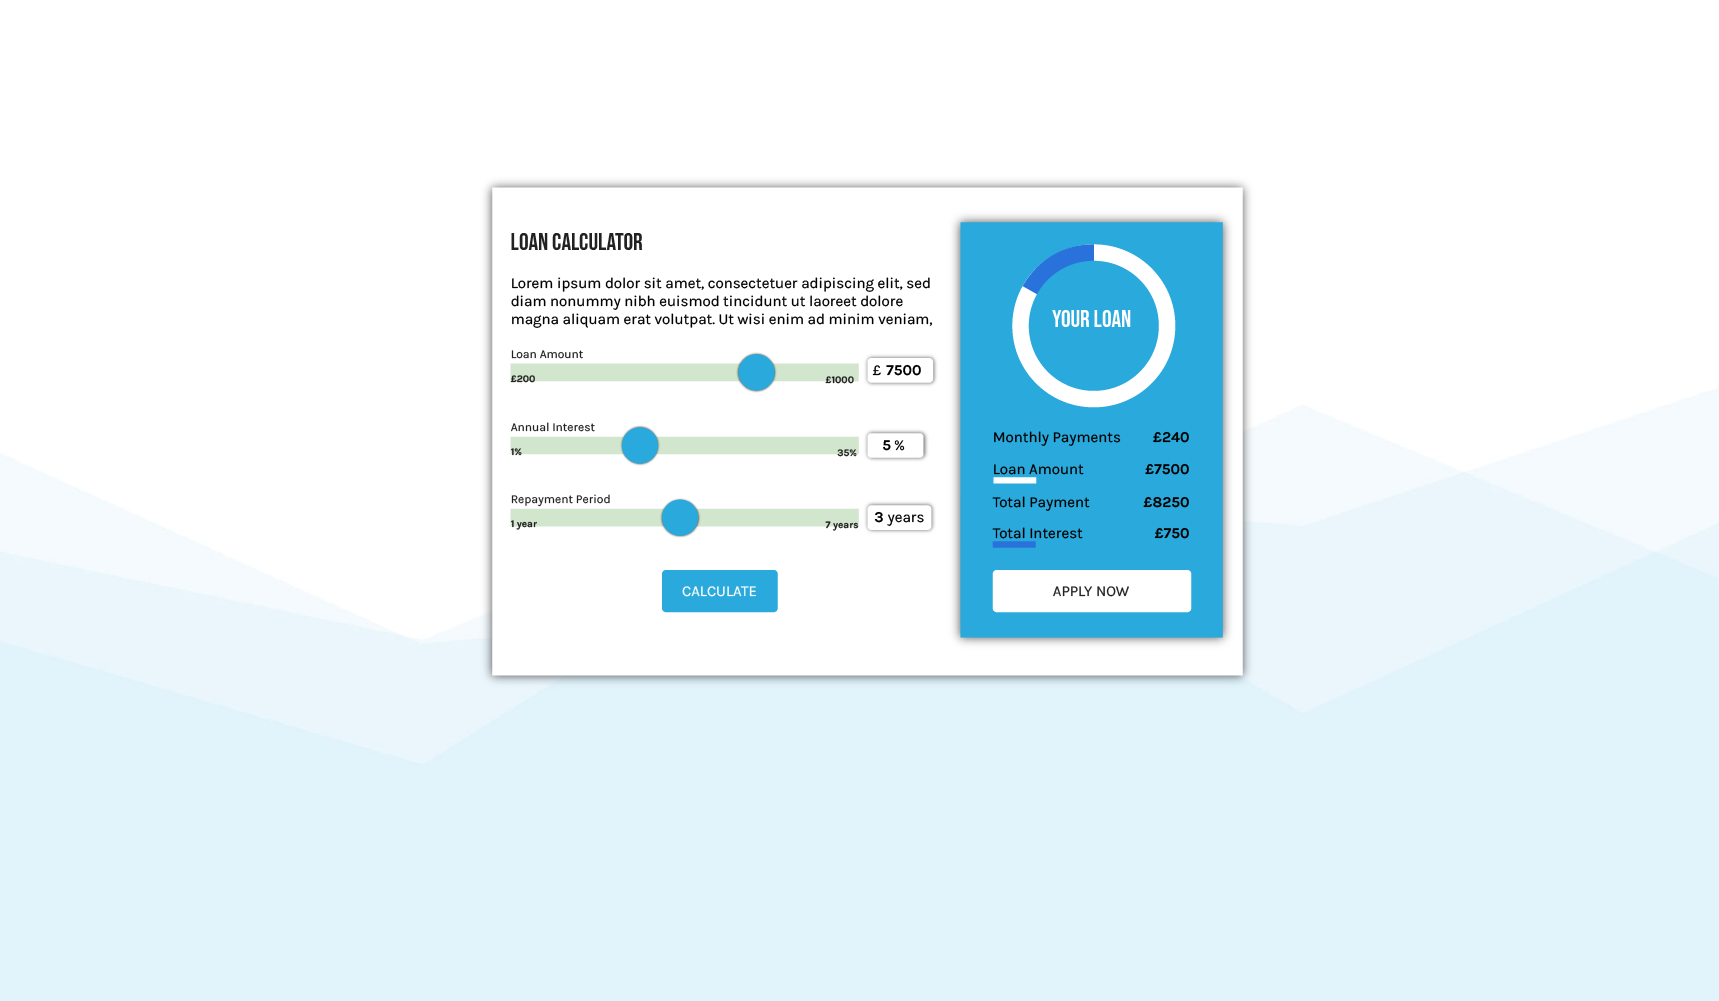 LOAN CALCULATOR
Lorem ipsum dolor sit amet, consectetuer adipiscing elit, sed
diam nonummy nibh euismod tincidunt ut laoreet dolore
magna aliquam erat volutpat. Ut wisi enim ad minim veniam,
Loan Amount
£200 £1000
£ 7500
Annual Interest
1% 35%
5 %
Repayment Period
1 year 7 years
3 years
CALCULATE
YOUR LOAN
Monthly Payments £240
Loan Amount £7500
Total Payment £8250
Total Interest £750
APPLY NOW